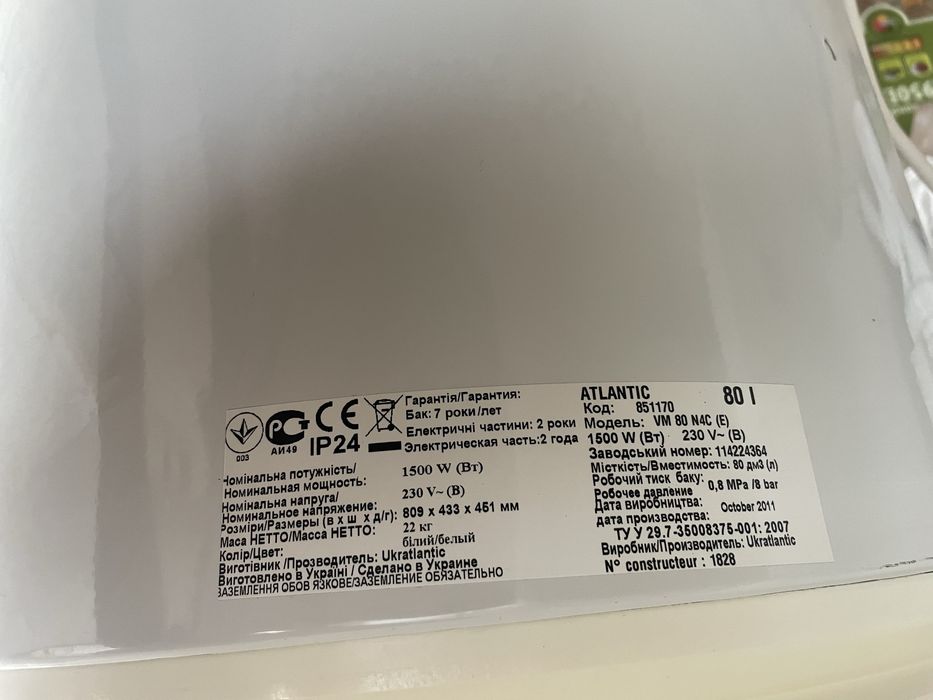 003
АИ49
IP24
Гарантія/Гарантия:
Бак: 7 роки/лет
Електричні частини: 2 роки
Электрическая часть:2 года
Номінальна потужність/
Номинальная мощность: 1500 W (Вт)
Номінальна напруга/
Номинальное напряжение: 230 V~ (В)
Розміри/Размеры (в х ш х д/г): 809 x 433 x 451 мм
Маса НЕТТО/Масса НЕТТО: 22 кг
Колір/Цвет: білий/белый
Виготівник /Прозводитель: Ukratlantic
Виготовлено в Україні / Сделано в Украине
ЗАЗЕМЛЕННЯ ОБОВ ЯЗКОВЕ/ЗАЗЕМЛЕНИЕ ОБЯЗАТЕЛЬНО
ATLANTIC 80 l
Код: 851170
Модель: VM 80 N4C (E)
1500 W (Вт) 230 V~ (В)
Заводський номер: 114224364
Місткість/Вместимость: 80 дм3 (л)
Робочий тиск баку:
Робочее давление 0,8 MPa /8 bar
Дата виробництва:
дата производства: October 2011
ТУ У 29.7-35008375-001: 2007
Виробник/Производитель: Ukratlantic
N° constructeur : 1828
1056